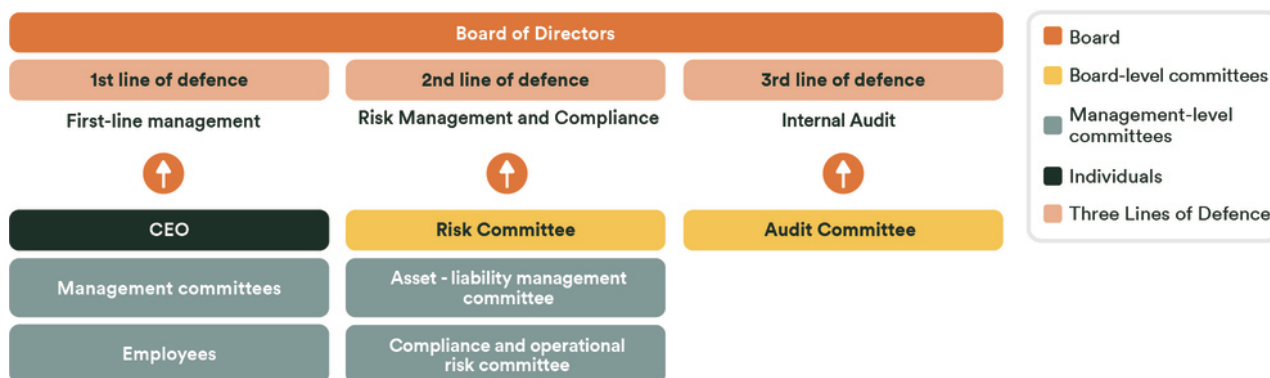 Board of Directors
1st line of defence
2nd line of defence
3rd line of defence
First-line management
Risk Management and Compliance
Internal Audit
CEO
Risk Committee
Audit Committee
Management committees
Asset - liability management
committee
Employees
Compliance and operational
risk committee
Board
Board-level committees
Management-level
committees
Individuals
Three Lines of Defence